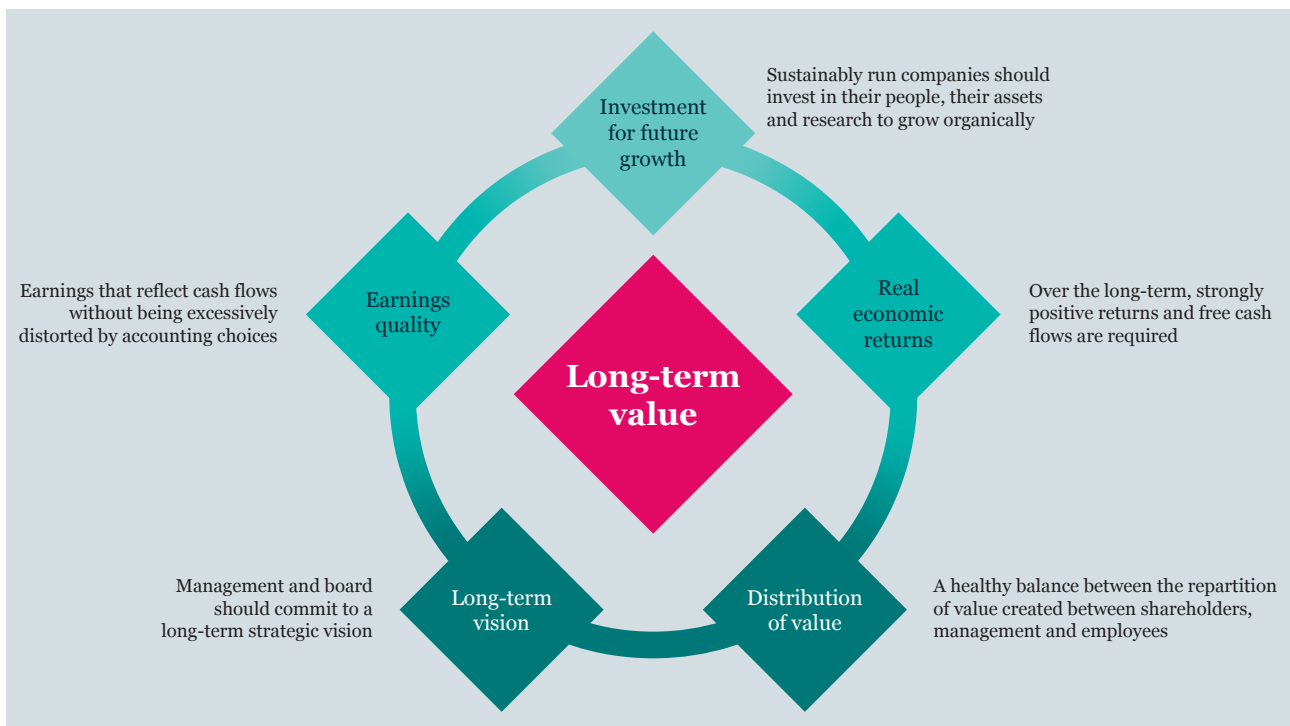 Investment
for future
growth
Sustainably run companies should
invest in their people, their assets
and research to grow organically
Earnings that reflect cash flows
without being excessively
distorted by accounting choices
Earnings
quality
Real
economic
returns
Over the long-term, strongly
positive returns and free cash
flows are required
Long-term
value
Management and board
should commit to a
long-term strategic vision
Long-term
vision
Distribution
of value
A healthy balance between the repartition
of value created between shareholders,
management and employees